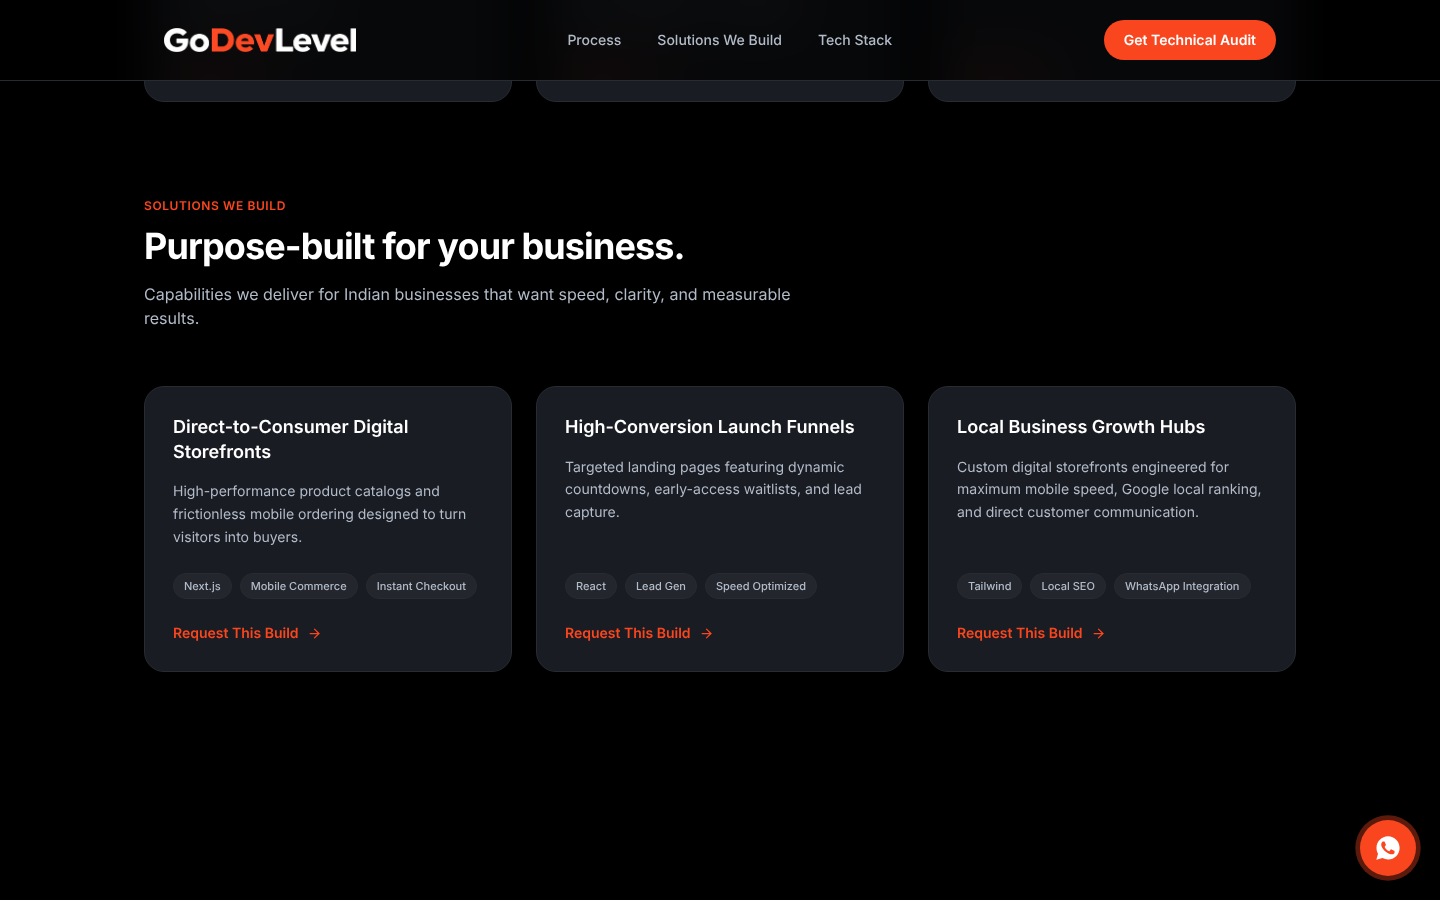 GoDevLevel
Process
Solutions We Build
Tech Stack
Get Technical Audit
SOLUTIONS WE BUILD
Purpose-built for your business.
Capabilities we deliver for Indian businesses that want speed, clarity, and measurable
results.
Direct-to-Consumer Digital
Storefronts
High-performance product catalogs and
frictionless mobile ordering designed to turn
visitors into buyers.
Next.js
Mobile Commerce
Instant Checkout
Request This Build
High-Conversion Launch Funnels
Targeted landing pages featuring dynamic
countdowns, early-access waitlists, and lead
capture.
React
Lead Gen
Speed Optimized
Request This Build
Local Business Growth Hubs
Custom digital storefronts engineered for
maximum mobile speed, Google local ranking,
and direct customer communication.
Tailwind
Local SEO
WhatsApp Integration
Request This Build